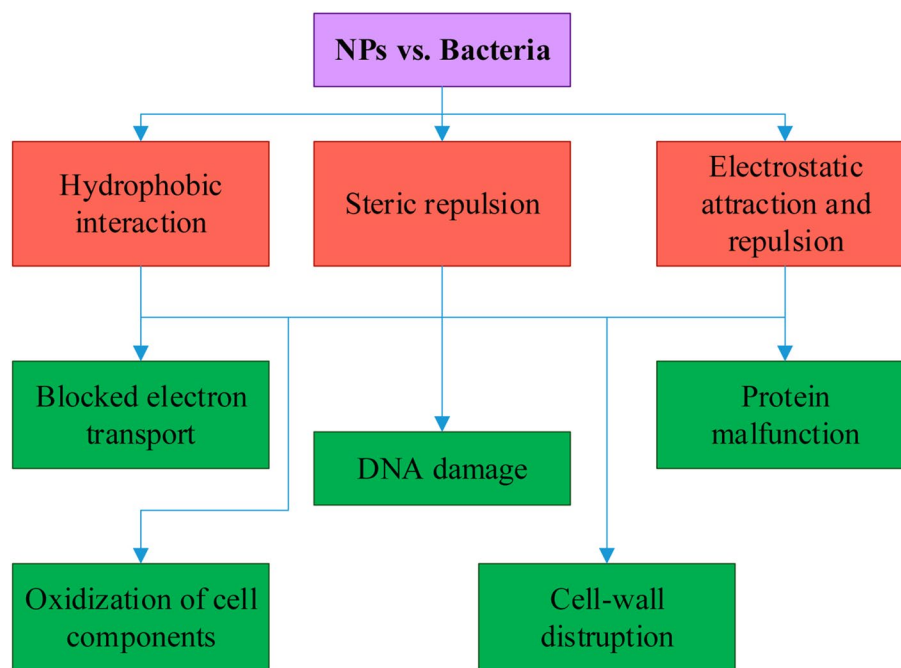 NPs vs. Bacteria
Hydrophobic
interaction
Steric repulsion
Electrostatic
attraction and
repulsion
Blocked electron
transport
Protein
malfunction
DNA damage
Oxidization of cell
components
Cell-wall
distruption